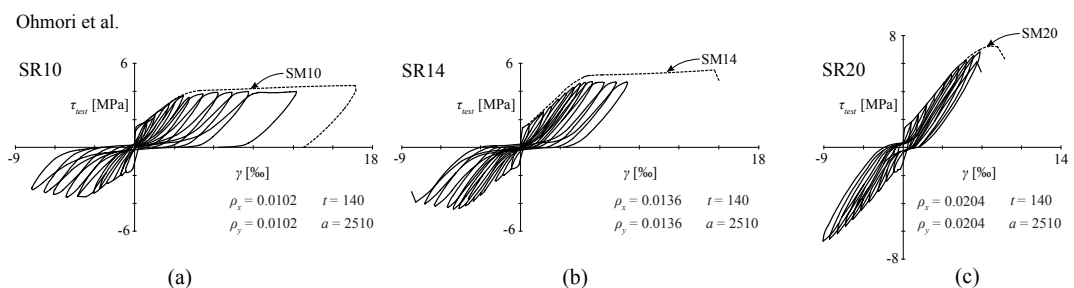 Ohmori et al.
SR10
6
SM10
τtest [MPa]
-9
18
γ [‰]
ρx = 0.0102 t = 140
ρy = 0.0102 a = 2510
-6
(a)
SR14
6
SM14
τtest [MPa]
-9
18
γ [‰]
ρx = 0.0136 t = 140
ρy = 0.0136 a = 2510
-6
(b)
SR20
8
SM20
τtest [MPa]
-9
14
γ [‰]
ρx = 0.0204 t = 140
ρy = 0.0204 a = 2510
-8
(c)